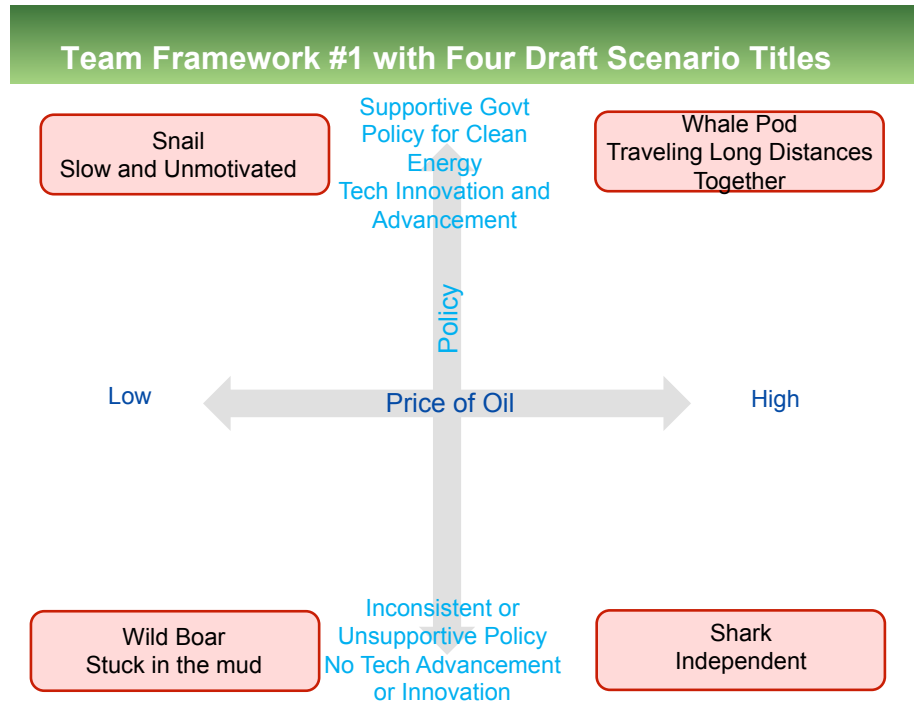 Team Framework #1 with Four Draft Scenario Titles
Snail
Slow and Unmotivated
Supportive Govt
Policy for Clean
Energy
Tech Innovation and
Advancement
Whale Pod
Traveling Long Distances
Together
Policy
Low
Price of Oil
High
Wild Boar
Stuck in the mud
Inconsistent or
Unsupportive Policy
No Tech Advancement
or Innovation
Shark
Independent